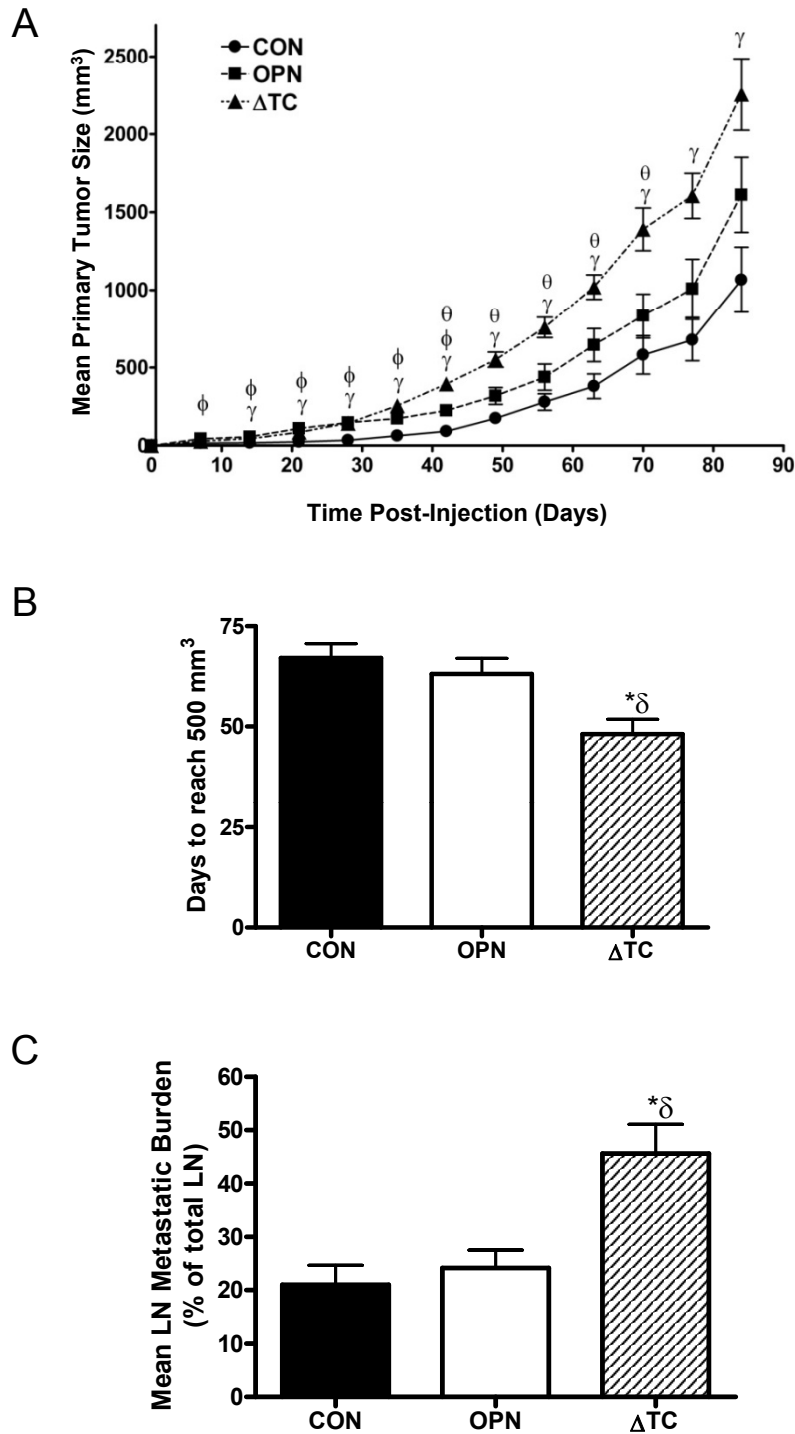 A
Mean Primary Tumor Size (mm³)
2500
2000
1500
1000
500
0
CON
OPN
ΔTC
ϕ
ϕ
γ
ϕ
γ
ϕ
γ
ϕ
γ
θ
ϕ
γ
θ
γ
θ
γ
θ
γ
θ
γ
γ
γ
0 10 20 30 40 50 60 70 80 90
Time Post-Injection (Days)
B
Days to reach 500 mm³
75
50
25
0
*δ
CON OPN ΔTC
C
Mean LN Metastatic Burden
(% of total LN)
60
50
40
30
20
10
0
*δ
CON OPN ΔTC